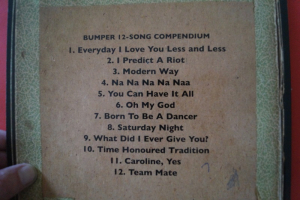 BUMPER 12-SONG COMPENDIUM
1. Everyday I Love You Less and Less
2. I Predict A Riot
3. Modern Way
4. Na Na Na Na Naa
5. You Can Have It All
6. Oh My God
7. Born To Be A Dancer
8. Saturday Night
9. What Did I Ever Give You?
10. Time Honoured Tradition
11. Caroline, Yes
12. Team Mate